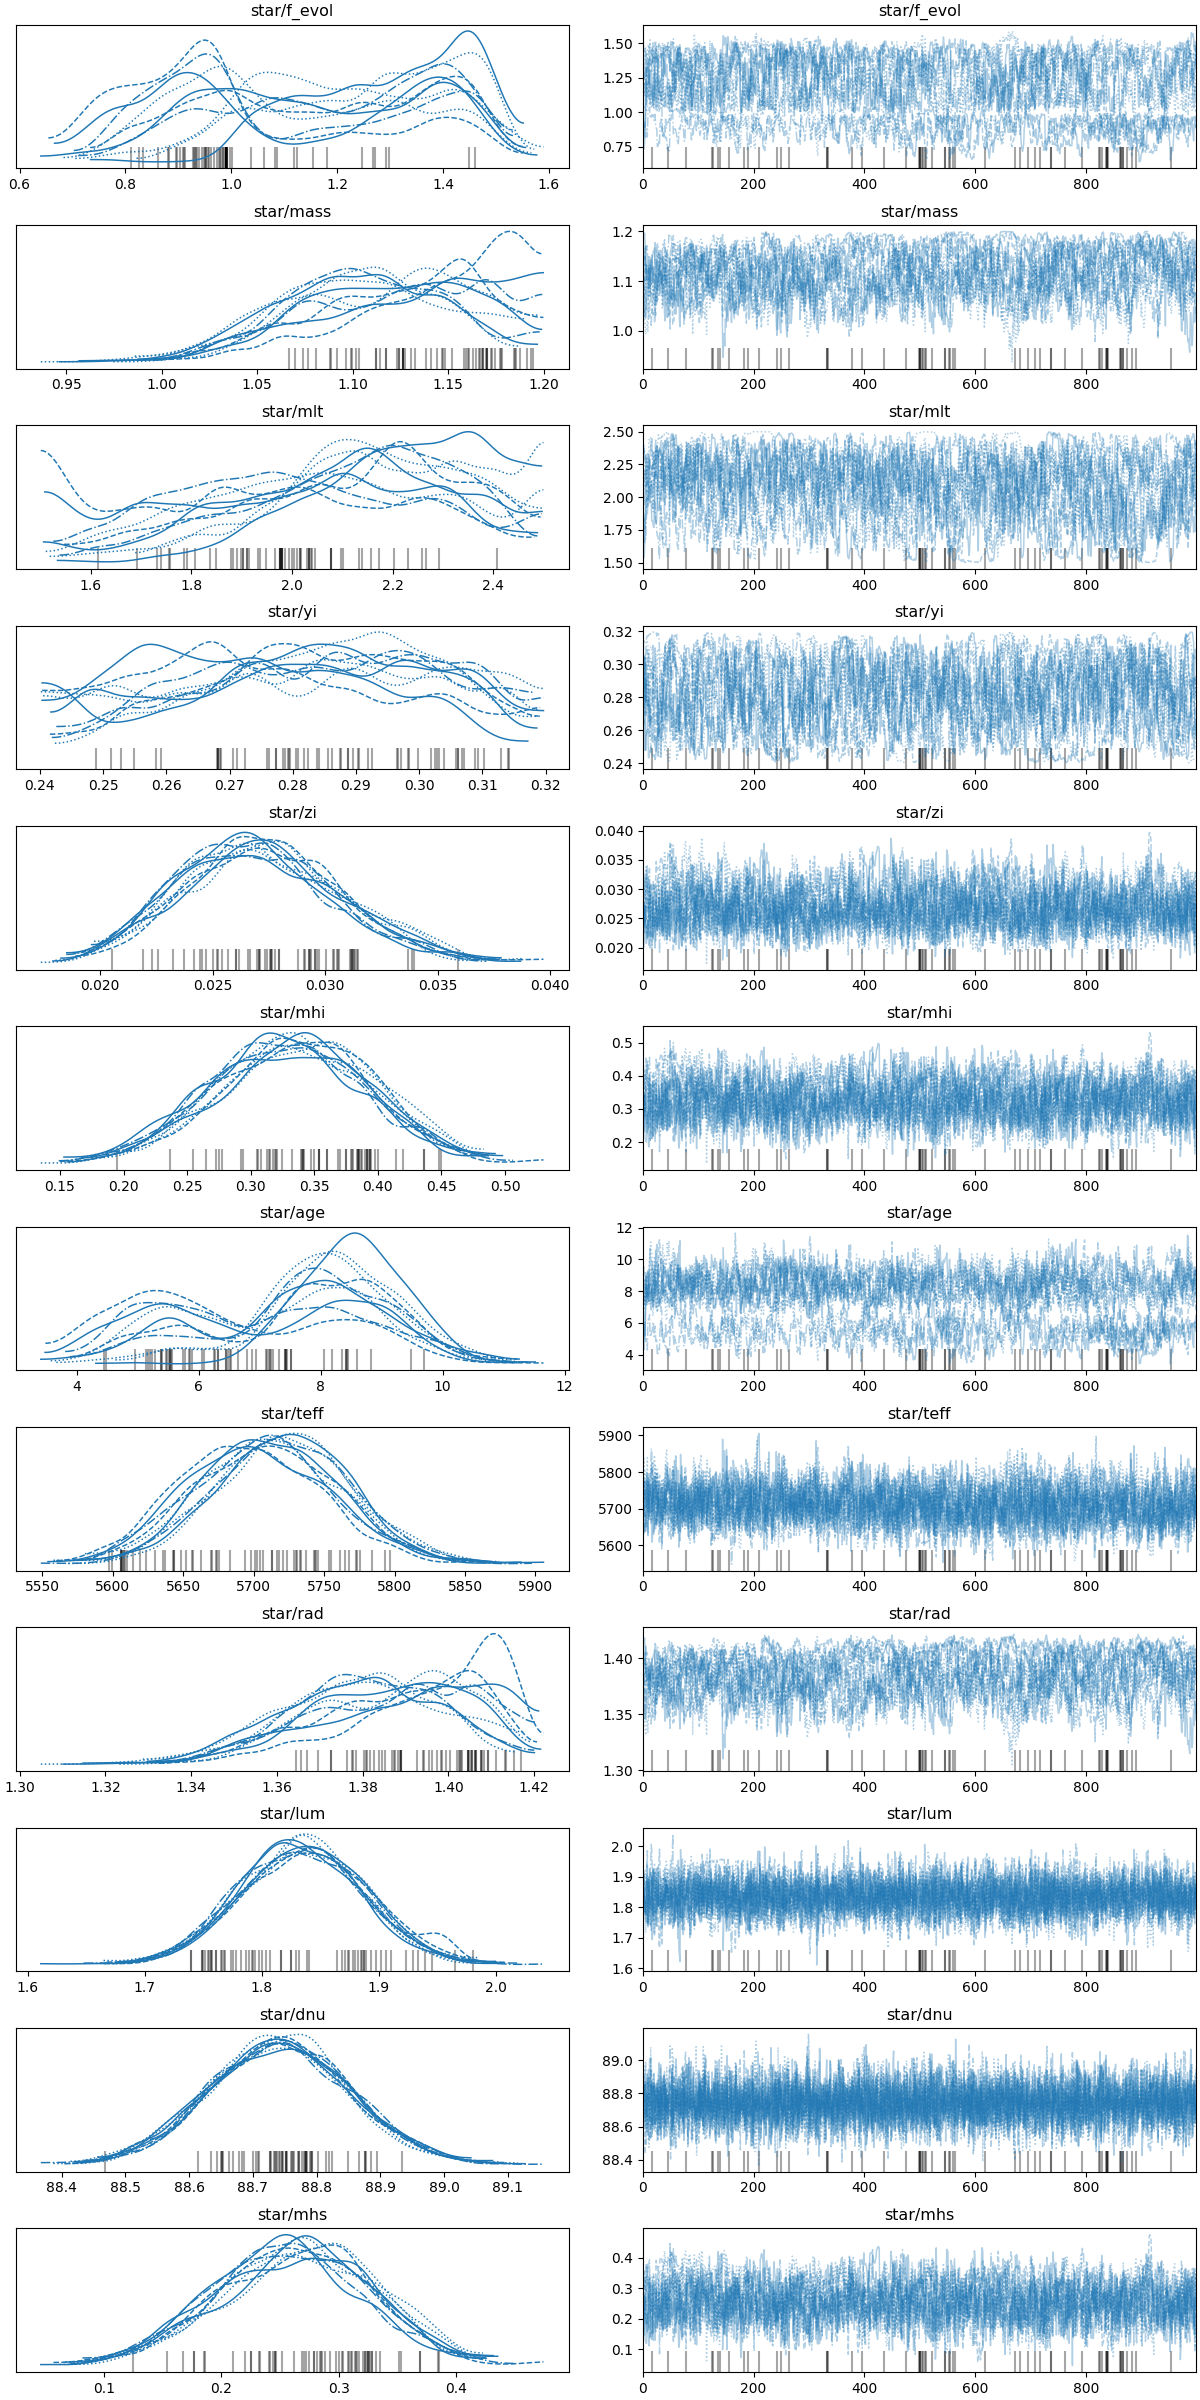 star/f_evol star/f_evol
1.50
1.25
1.00
0.75
0.6 0.8 1.0 1.2 1.4 1.6 0 200 400 600 800
star/mass star/mass
1.2
1.1
1.0
0.95 1.00 1.05 1.10 1.15 1.20 0 200 400 600 800
star/mlt star/mlt
2.50
2.25
2.00
1.75
1.50
1.6 1.8 2.0 2.2 2.4 0 200 400 600 800
star/yi star/yi
0.32
0.30
0.28
0.26
0.24
0.24 0.25 0.26 0.27 0.28 0.29 0.30 0.31 0.32 0 200 400 600 800
star/zi star/zi
0.040
0.035
0.030
0.025
0.020
0.020 0.025 0.030 0.035 0.040 0 200 400 600 800
star/mhi star/mhi
0.5
0.4
0.3
0.2
0.15 0.20 0.25 0.30 0.35 0.40 0.45 0.50 0 200 400 600 800
star/age star/age
12
10
8
6
4
4 6 8 10 12 0 200 400 600 800
star/teff star/teff
5900
5800
5700
5600
5550 5600 5650 5700 5750 5800 5850 5900 0 200 400 600 800
star/rad star/rad
1.40
1.35
1.30
1.30 1.32 1.34 1.36 1.38 1.40 1.42 0 200 400 600 800
star/lum star/lum
2.0
1.9
1.8
1.7
1.6
1.6 1.7 1.8 1.9 2.0 0 200 400 600 800
star/dnu star/dnu
89.0
88.8
88.6
88.4
88.4 88.5 88.6 88.7 88.8 88.9 89.0 89.1 0 200 400 600 800
star/mhs star/mhs
0.4
0.3
0.2
0.1
0.1 0.2 0.3 0.4 0 200 400 600 800